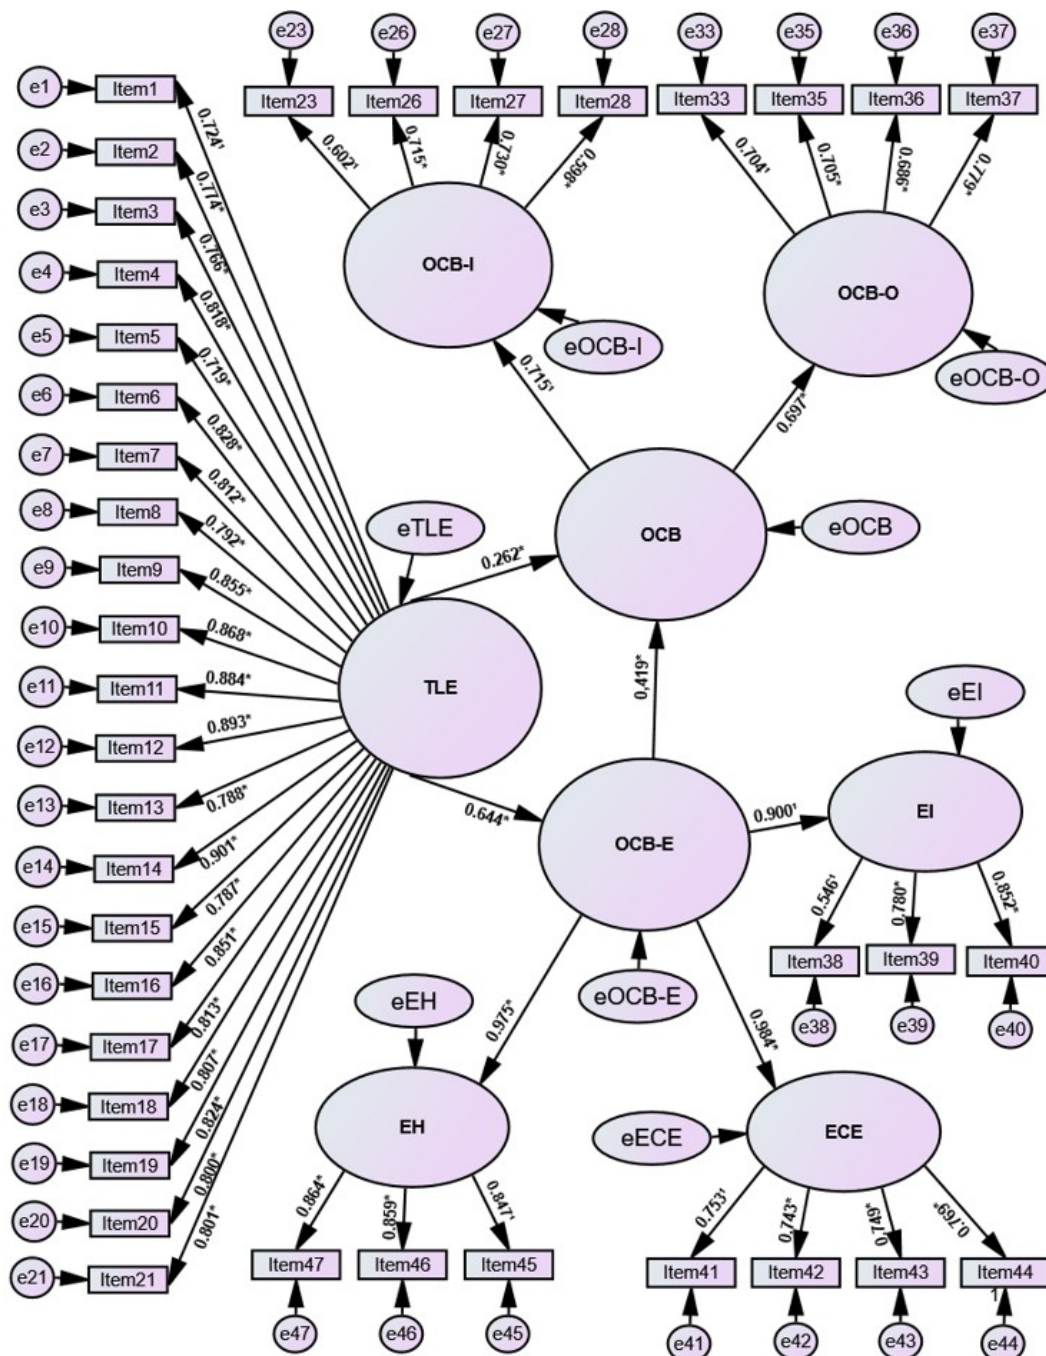 e23 e26 e27 e28 e33 e35 e36 e37
e1 Item1 Item23 Item26 Item27 Item28 Item33 Item35 Item36 Item37
0.724¹
0.602¹ 0.715* 0.730* 0.598* 0.704¹ 0.705* 0.686* 0.779*
e2 Item2
0.774*
e3 Item3
0.766*
e4 Item4
OCB-I OCB-O
0.818*
e5 Item5
0.719*
eOCB-I eOCB-O
e6 Item6
0.715¹ 0.697*
0.828*
e7 Item7
0.812*
e8 Item8
0.792*
eTLE OCB eOCB
0.262*
e9 Item9
0.855*
e10 Item10
0.868*
e11 Item11
0.884*
TLE
0,419*
eEI
e12 Item12
0.893*
e13 Item13
0.788*
0.644*
OCB-E
0.900¹
EI
e14 Item14
0.901*
0.546¹ 0.780* 0.852*
e15 Item15
0.787*
Item38 Item39 Item40
e16 Item16
0.851*
eEH eOCB-E
e38 e39 e40
0.975* 0.984*
e17 Item17
0.813*
e18 Item18
0.807*
EH eECE ECE
e19 Item19
0.824*
0.864* 0.859* 0.847¹
0.753¹ 0.743* 0.749* 0.769*
e20 Item20
0.800*
e21 Item21
0.801*
Item47 Item46 Item45 Item41 Item42 Item43 Item44
1
e47 e46 e45 e41 e42 e43 e44